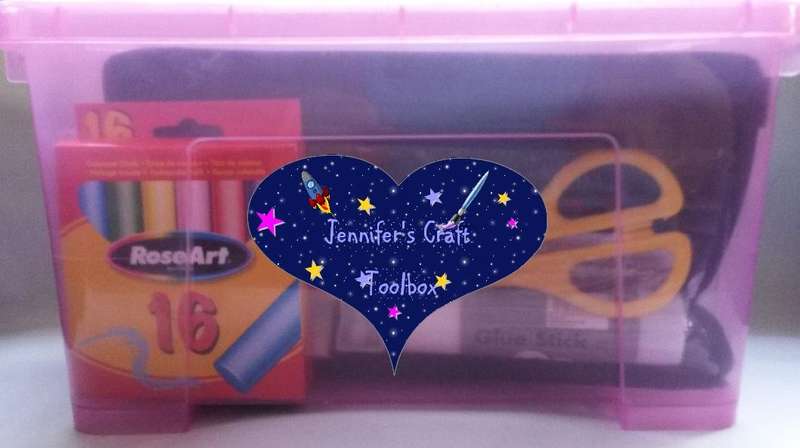 16
RoseArt
16
Jennifer's Craft
Toolbox
Glue Stick